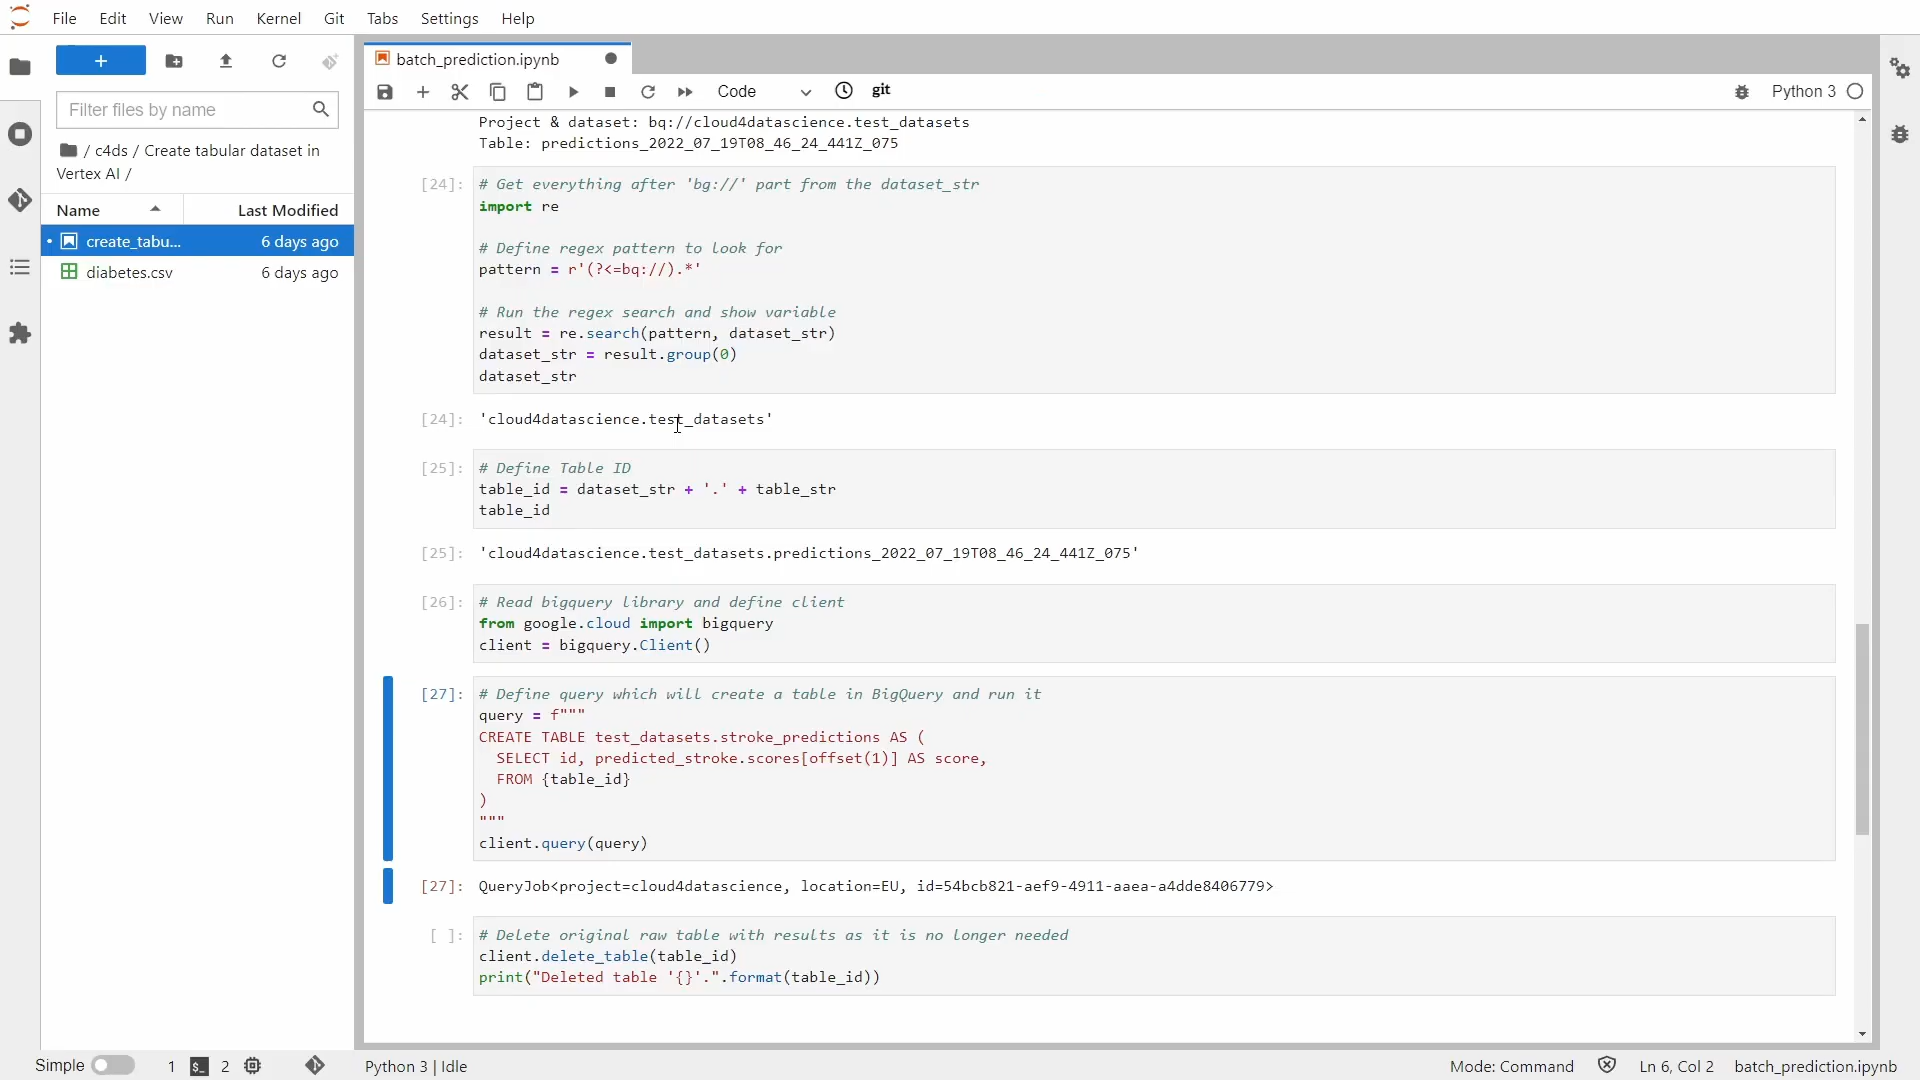 File Edit View Run Kernel Git Tabs Settings Help
+
Filter files by name
/ c4ds / Create tabular dataset in
Vertex AI /
Name Last Modified
create_tabu... 6 days ago
diabetes.csv 6 days ago
batch_prediction.ipynb
Code git Python 3
Project & dataset: bq://cloud4datascience.test_datasets
Table: predictions_2022_07_19T08_46_24_441Z_075
[24]: # Get everything after 'bg://' part from the dataset_str
import re
# Define regex pattern to look for
pattern = r'(?<=bq://).*'
# Run the regex search and show variable
result = re.search(pattern, dataset_str)
dataset_str = result.group(0)
dataset_str
[24]: 'cloud4datascience.test_datasets'
[25]: # Define Table ID
table_id = dataset_str + '.' + table_str
table_id
[25]: 'cloud4datascience.test_datasets.predictions_2022_07_19T08_46_24_441Z_075'
[26]: # Read bigquery library and define client
from google.cloud import bigquery
client = bigquery.Client()
[27]: # Define query which will create a table in BigQuery and run it
query = f"""
CREATE TABLE test_datasets.stroke_predictions AS (
SELECT id, predicted_stroke.scores[offset(1)] AS score,
FROM {table_id}
)
"""
client.query(query)
[27]: QueryJob<project=cloud4datascience, location=EU, id=54bcb821-aef9-4911-aaea-a4dde8406779>
[ ]: # Delete original raw table with results as it is no longer needed
client.delete_table(table_id)
print("Deleted table '{}'.".format(table_id))
Simple 1 $_ 2 Python 3 | Idle Mode: Command Ln 6, Col 2 batch_prediction.ipynb